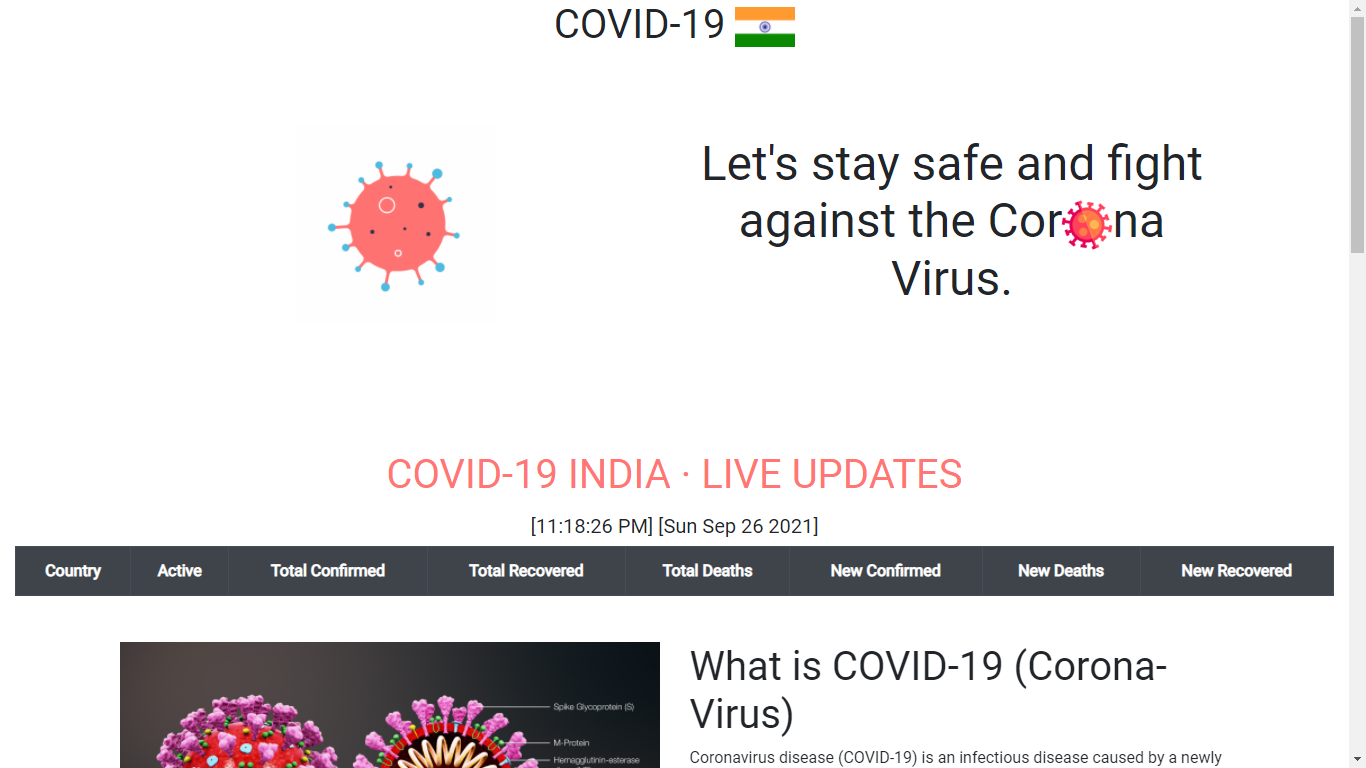 COVID-19
Let's stay safe and fight
against the Cor na
Virus.
COVID-19 INDIA · LIVE UPDATES
[11:18:26 PM] [Sun Sep 26 2021]
Country Active Total Confirmed Total Recovered Total Deaths New Confirmed New Deaths New Recovered
What is COVID-19 (Corona-
Virus)
Spike Glycoprotein (S)
M-Protein
Hemagglutinin-esterase
Coronavirus disease (COVID-19) is an infectious disease caused by a newly